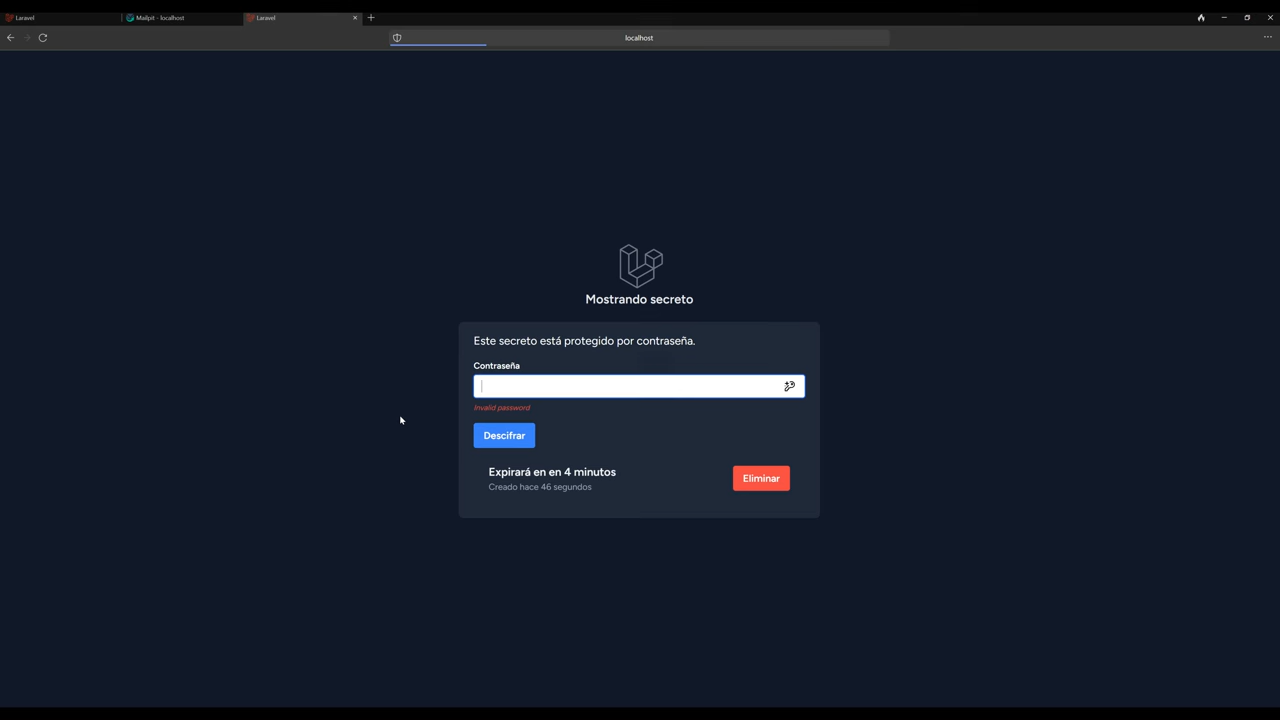 Laravel
Mailpit - localhost
Laravel
localhost
Mostrando secreto
Este secreto está protegido por contraseña.
Contraseña
Invalid password
Descifrar
Expirará en en 4 minutos
Creado hace 46 segundos
Eliminar